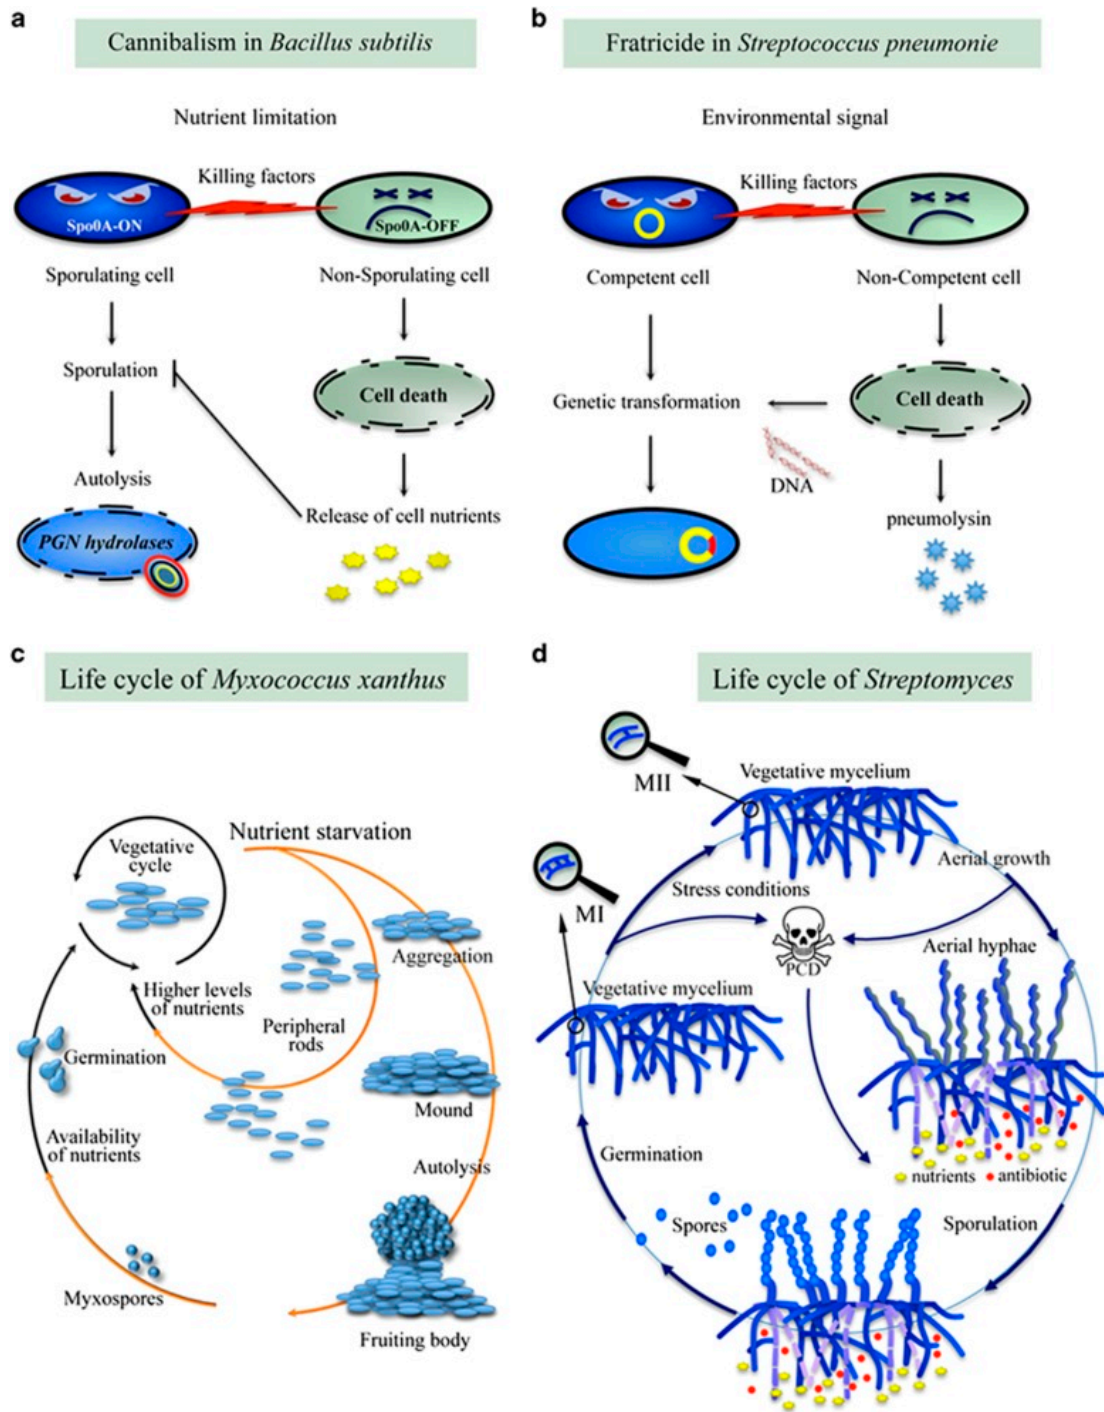 a
Cannibalism in Bacillus subtilis
Nutrient limitation
Killing factors
Spo0A-ON
Spo0A-OFF
Sporulating cell
Non-Sporulating cell
Sporulation
Cell death
Autolysis
Release of cell nutrients
PGN hydrolases
b
Fratricide in Streptococcus pneumonie
Environmental signal
Killing factors
Competent cell
Non-Competent cell
Genetic transformation
Cell death
DNA
pneumolysin
c
Life cycle of Myxococcus xanthus
Nutrient starvation
Vegetative
cycle
Aggregation
Higher levels
of nutrients
Peripheral
rods
Germination
Mound
Availability
of nutrients
Autolysis
Myxospores
Fruiting body
d
Life cycle of Streptomyces
MII
Vegetative mycelium
Aerial growth
MI
Stress conditions
PCD
Aerial hyphae
Vegetative mycelium
Germination
nutrients
antibiotic
Spores
Sporulation